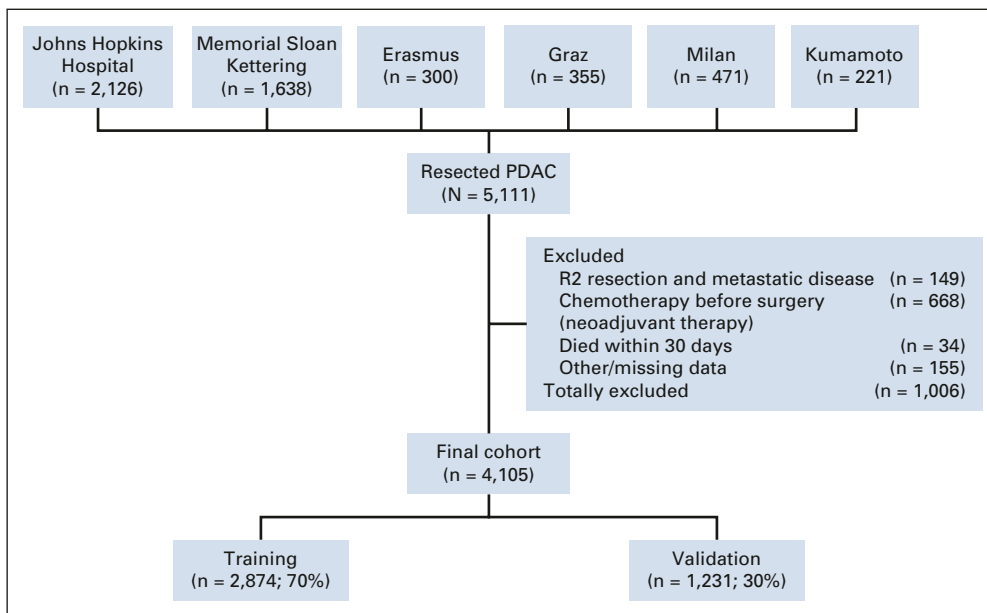 Johns Hopkins
Hospital
(n = 2,126)
Memorial Sloan
Kettering
(n = 1,638)
Erasmus
(n = 300)
Graz
(n = 355)
Milan
(n = 471)
Kumamoto
(n = 221)
Resected PDAC
(N = 5,111)
Excluded
R2 resection and metastatic disease (n = 149)
Chemotherapy before surgery (n = 668)
(neoadjuvant therapy)
Died within 30 days (n = 34)
Other/missing data (n = 155)
Totally excluded (n = 1,006)
Final cohort
(n = 4,105)
Training
(n = 2,874; 70%)
Validation
(n = 1,231; 30%)